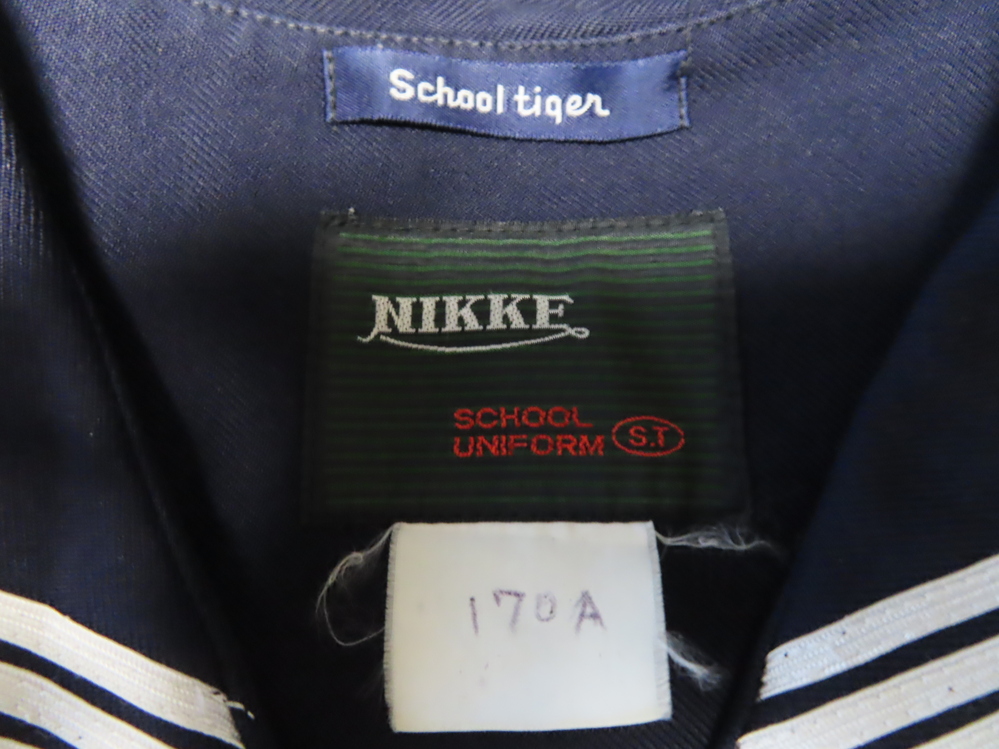 School tiger
NIKKE
SCHOOL
UNIFORM S.T
170A